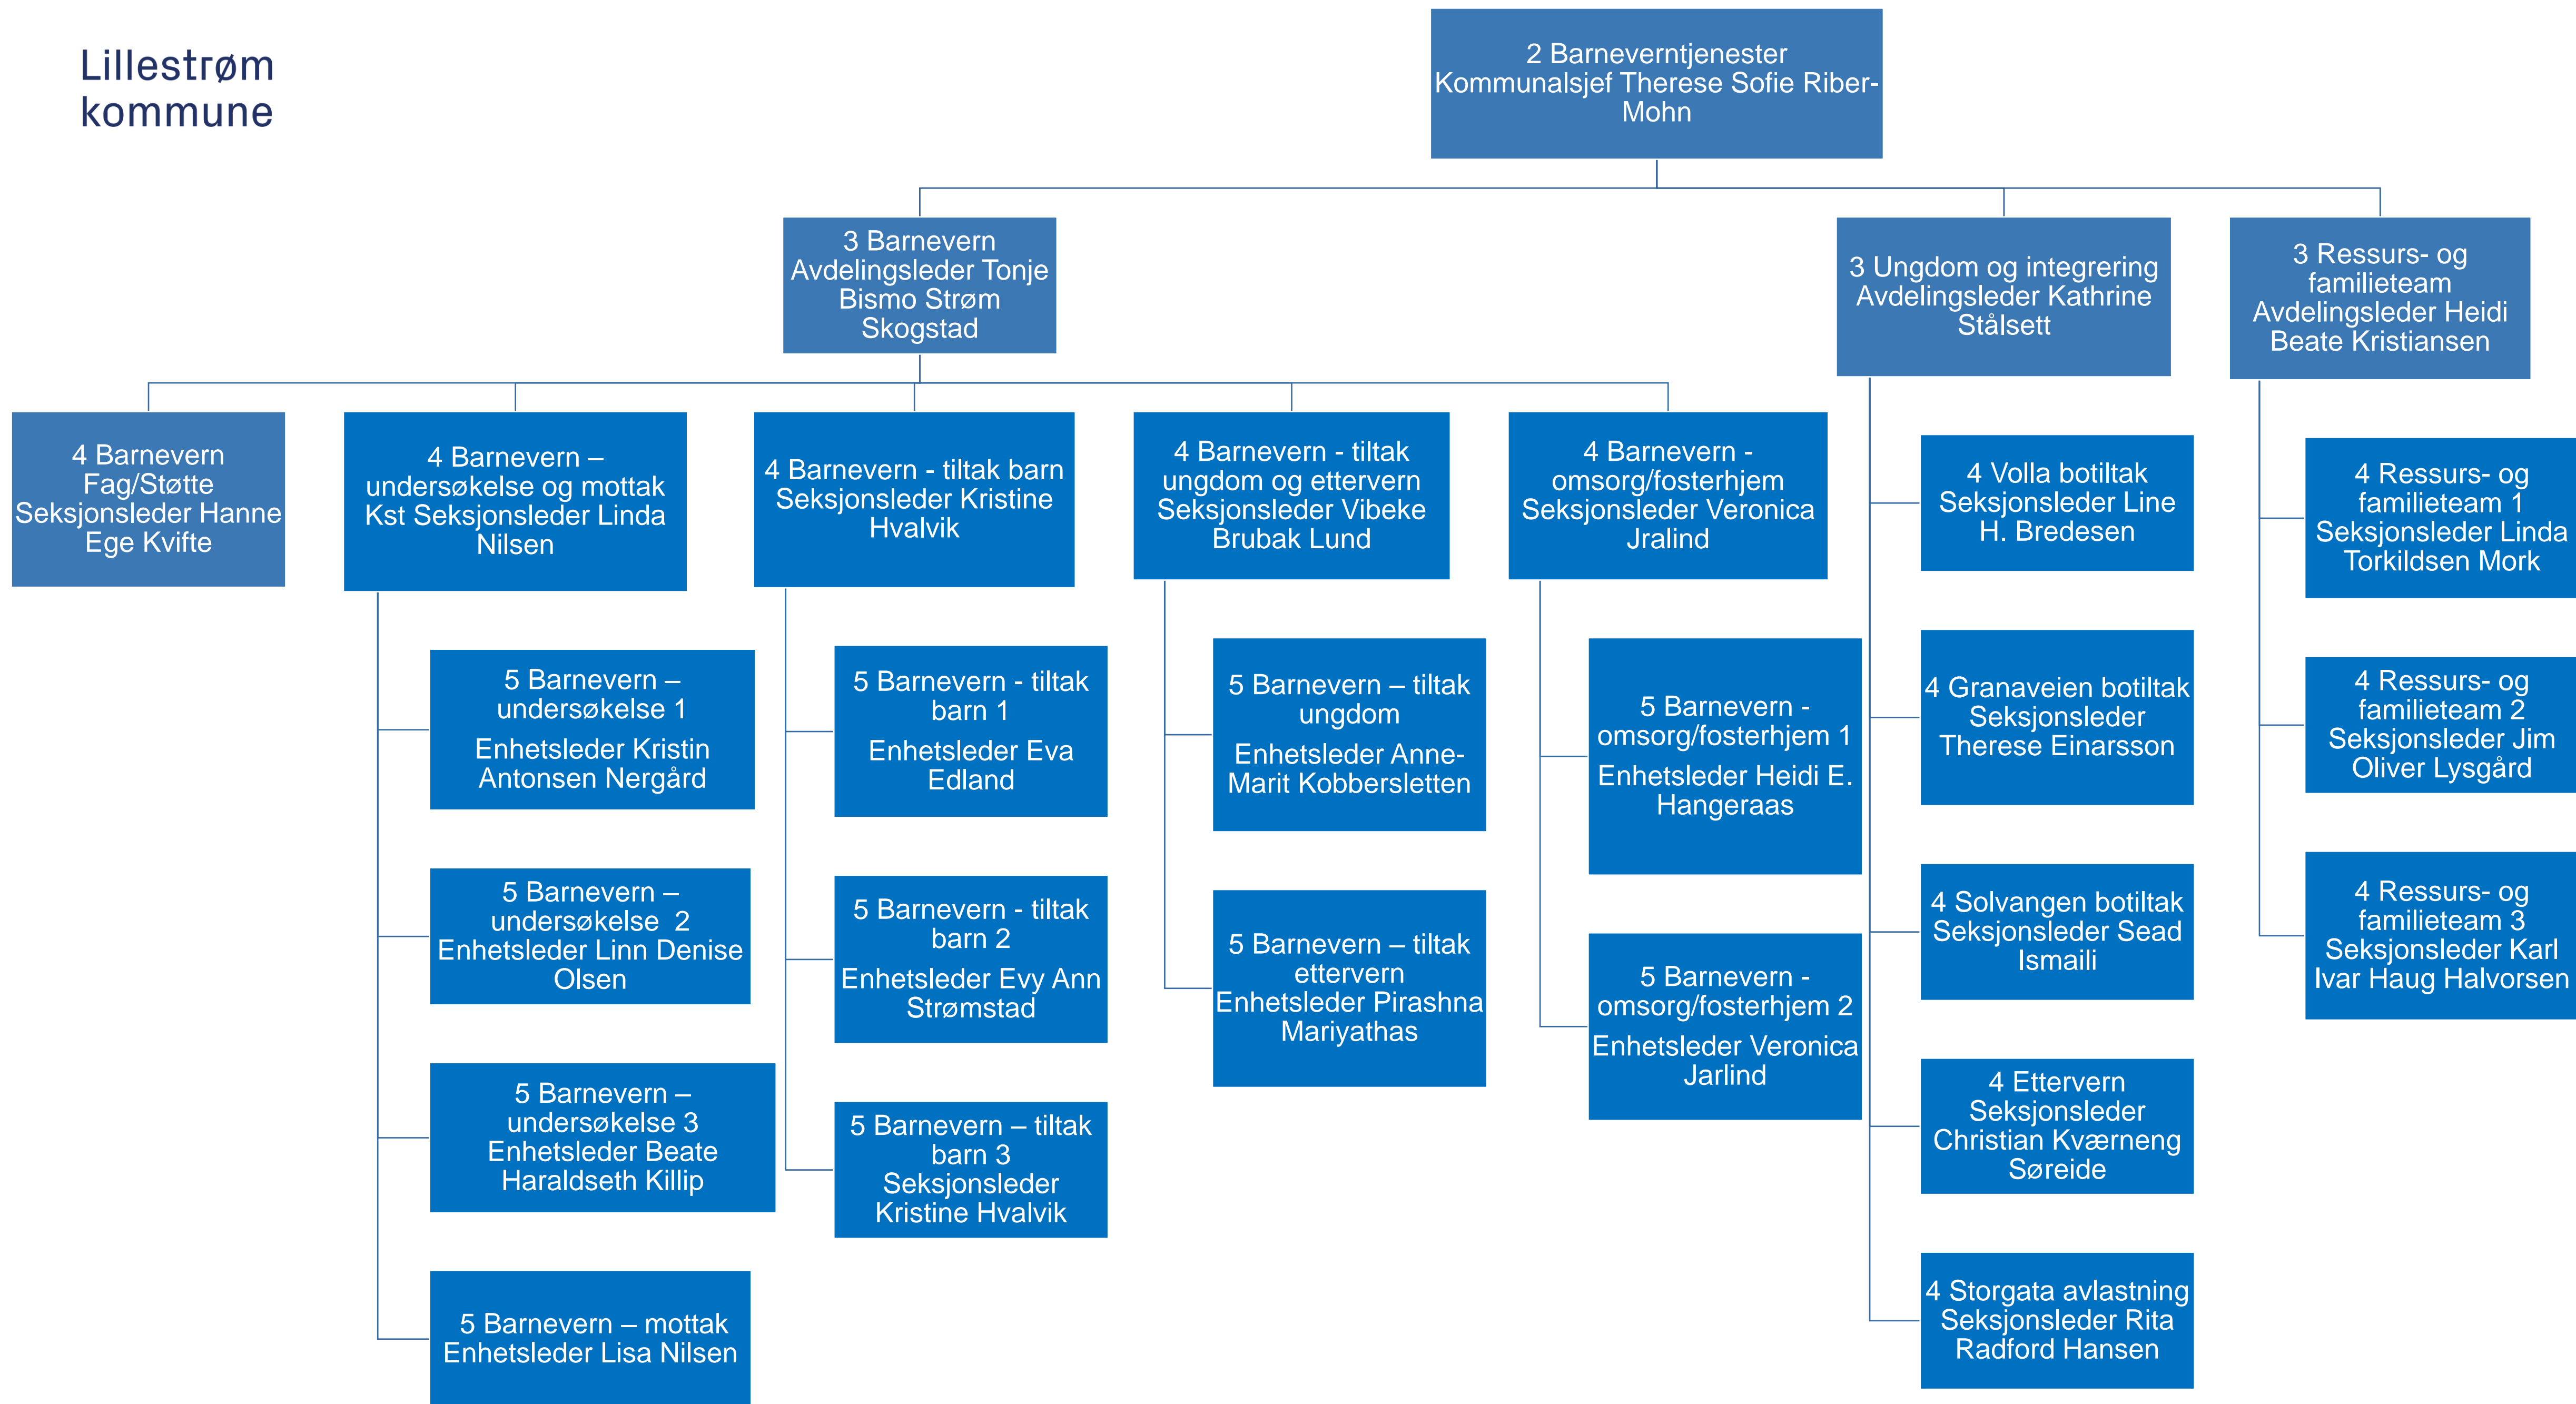 Lillestrøm
kommune
2 Barneverntjenester
Kommunalsjef Therese Sofie Riber-
Mohn
3 Barnevern
Avdelingsleder Tonje
Bismo Strøm
Skogstad
3 Ungdom og integrering
Avdelingsleder Kathrine
Stålsett
3 Ressurs- og
familieteam
Avdelingsleder Heidi
Beate Kristiansen
4 Barnevern
Fag/Støtte
Seksjonsleder Hanne
Ege Kvifte
4 Barnevern –
undersøkelse og mottak
Kst Seksjonsleder Linda
Nilsen
4 Barnevern - tiltak barn
Seksjonsleder Kristine
Hvalvik
4 Barnevern - tiltak
ungdom og ettervern
Seksjonsleder Vibeke
Brubak Lund
4 Barnevern -
omsorg/fosterhjem
Seksjonsleder Veronica
Jralind
5 Barnevern –
undersøkelse 1
Enhetsleder Kristin
Antonsen Nergård
5 Barnevern –
undersøkelse  2
Enhetsleder Linn Denise
Olsen
5 Barnevern –
undersøkelse 3
Enhetsleder Beate
Haraldseth Killip
5 Barnevern – mottak
Enhetsleder Lisa Nilsen
5 Barnevern - tiltak
barn 1
Enhetsleder Eva
Edland
5 Barnevern - tiltak
barn 2
Enhetsleder Evy Ann
Strømstad
5 Barnevern – tiltak
barn 3
Seksjonsleder
Kristine Hvalvik
5 Barnevern – tiltak
ungdom
Enhetsleder Anne-
Marit Kobbersletten
5 Barnevern – tiltak
ettervern
Enhetsleder Pirashna
Mariyathas
5 Barnevern -
omsorg/fosterhjem 1
Enhetsleder Heidi E.
Hangeraas
5 Barnevern -
omsorg/fosterhjem 2
Enhetsleder Veronica
Jarlind
4 Volla botiltak
Seksjonsleder Line
H. Bredesen
4 Granaveien botiltak
Seksjonsleder
Therese Einarsson
4 Solvangen botiltak
Seksjonsleder Sead
Ismaili
4 Ettervern
Seksjonsleder
Christian Kværneng
Søreide
4 Storgata avlastning
Seksjonsleder Rita
Radford Hansen
4 Ressurs- og
familieteam 1
Seksjonsleder Linda
Torkildsen Mork
4 Ressurs- og
familieteam 2
Seksjonsleder Jim
Oliver Lysgård
4 Ressurs- og
familieteam 3
Seksjonsleder Karl
Ivar Haug Halvorsen